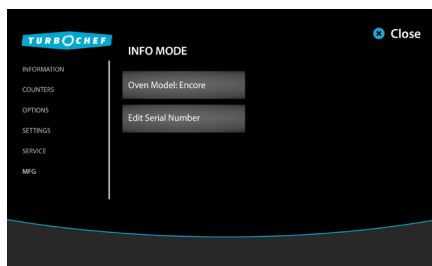 TURBOCHEF
Close
INFO MODE
INFORMATION
COUNTERS
OPTIONS
SETTINGS
SERVICE
MFG
Oven Model: Encore
Edit Serial Number